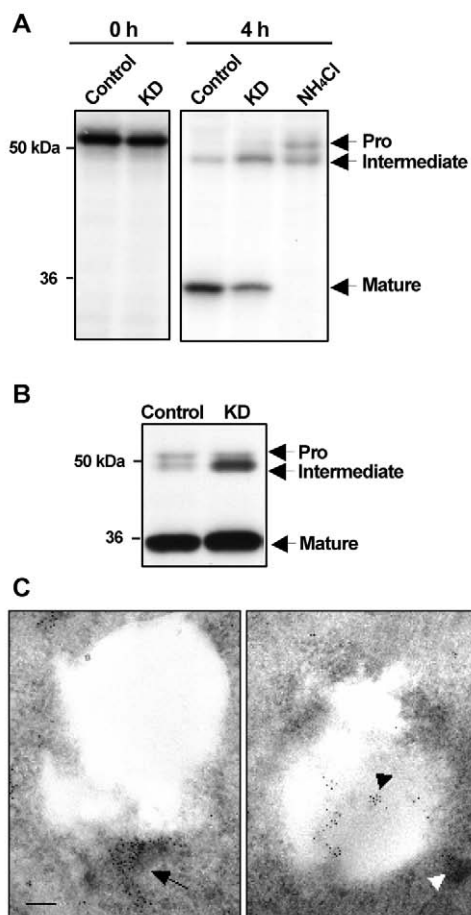 A
0 h
4 h
Control
KD
Control
KD
NH₄Cl
50 kDa
Pro
Intermediate
36
Mature
B
Control
KD
50 kDa
Pro
Intermediate
36
Mature
C